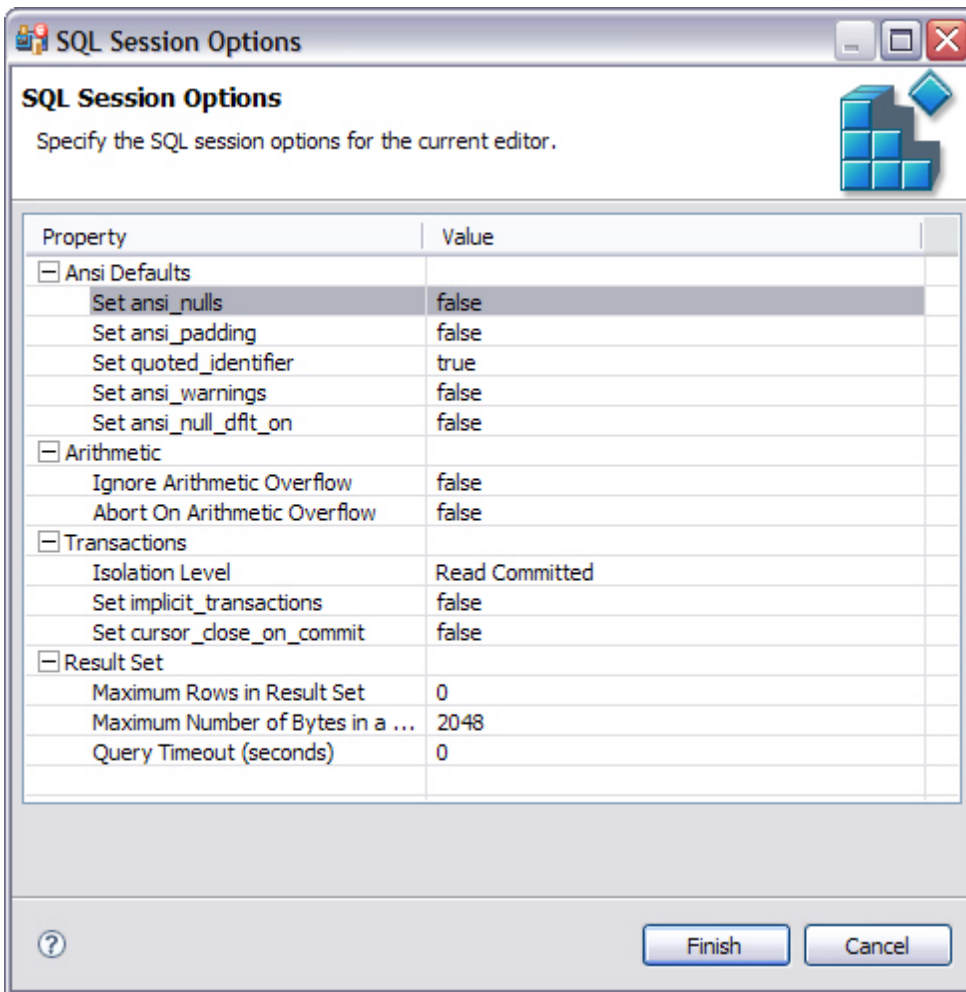 SQL Session Options
SQL Session Options
Specify the SQL session options for the current editor.
Property Value
Ansi Defaults
Set ansi_nulls false
Set ansi_padding false
Set quoted_identifier true
Set ansi_warnings false
Set ansi_null_dflt_on false
Arithmetic
Ignore Arithmetic Overflow false
Abort On Arithmetic Overflow false
Transactions
Isolation Level Read Committed
Set implicit_transactions false
Set cursor_close_on_commit false
Result Set
Maximum Rows in Result Set 0
Maximum Number of Bytes in a ... 2048
Query Timeout (seconds) 0
? Finish Cancel